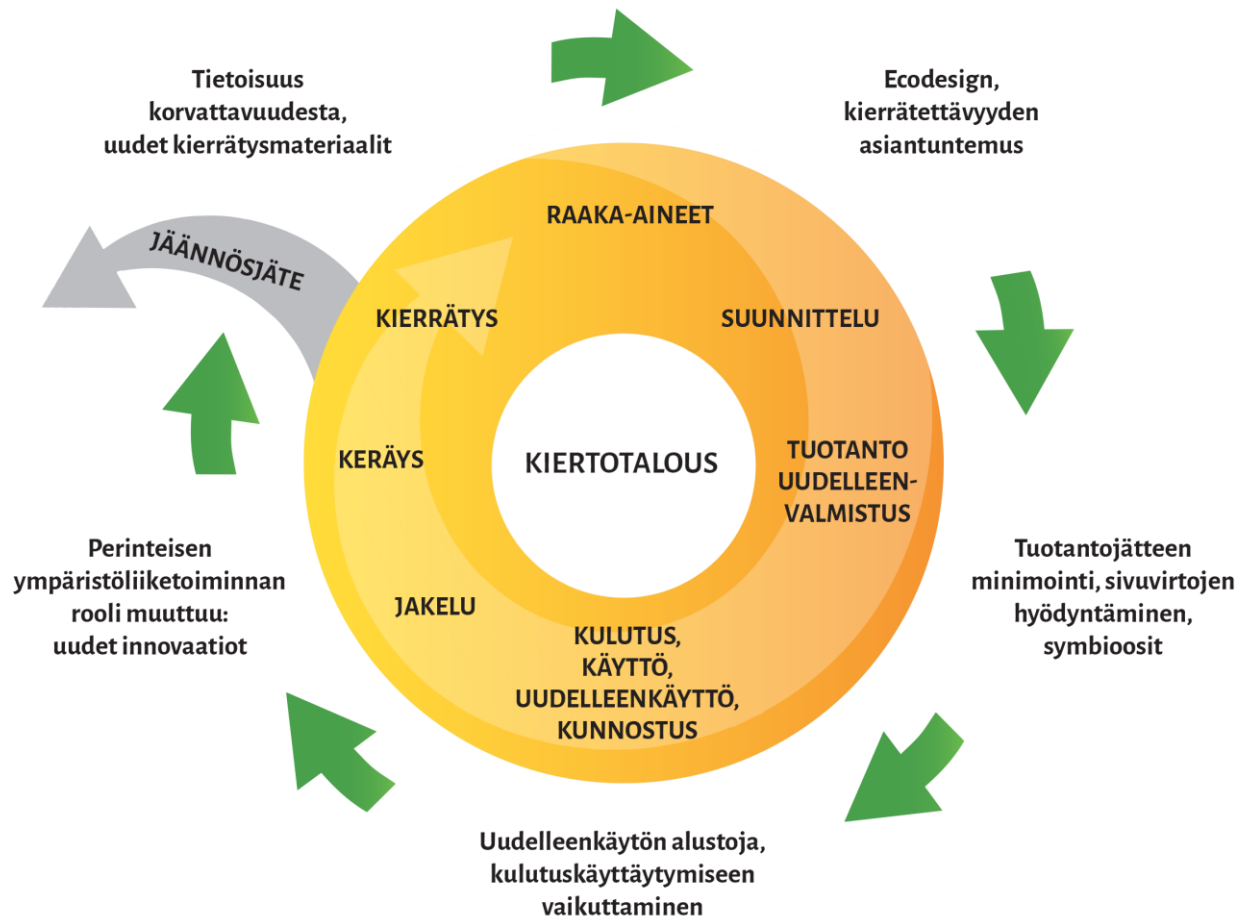 Tietoisuus
korvattavuudesta,
uudet kierrätysmateriaalit
Ecodesign,
kierrätettävyyden
asiantuntemus
JÄÄNNÖSJÄTE
RAAKA-AINEET
KIERRÄTYS
SUUNNITTELU
KERÄYS
KIERTOTALOUS
TUOTANTO
UUDELLEEN-
VALMISTUS
Perinteisen
ympäristöliiketoiminnan
rooli muuttuu:
uudet innovaatiot
JAKELU
KULUTUS,
KÄYTTÖ,
UUDELLEENKÄYTTÖ,
KUNNOSTUS
Tuotantojätteen
minimointi, sivuvirtojen
hyödyntäminen,
symbioosit
Uudelleenkäytön alustoja,
kulutuskäyttäytymiseen
vaikuttaminen